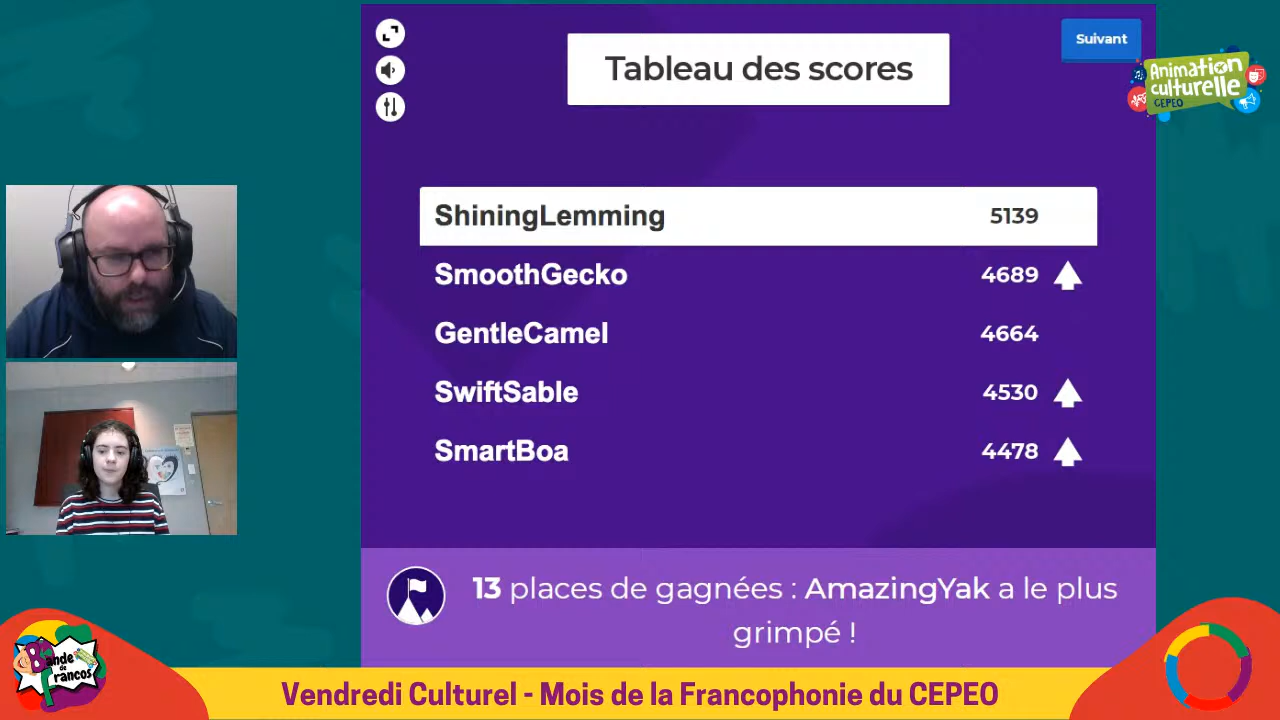 Tableau des scores
Suivant
Animation
culturelle
CEPEO
ShiningLemming 5139
SmoothGecko 4689
GentleCamel 4664
SwiftSable 4530
SmartBoa 4478
13 places de gagnées : AmazingYak a le plus
grimpé !
Bande
de
Francos
Vendredi Culturel - Mois de la Francophonie du CEPEO